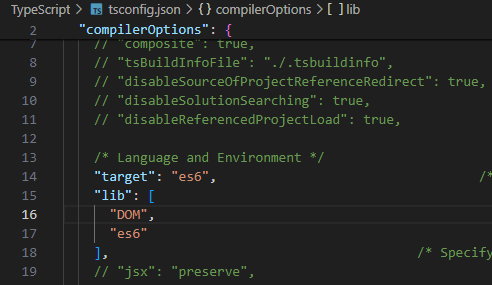 TypeScript > tsconfig.json > {} compilerOptions > [ ] lib
2 "compilerOptions": {
7 // "composite": true,
8 // "tsBuildInfoFile": "./.tsbuildinfo",
9 // "disableSourceOfProjectReferenceRedirect": true,
10 // "disableSolutionSearching": true,
11 // "disableReferencedProjectLoad": true,
12
13 /* Language and Environment */
14 "target": "es6", /*
15 "lib": [
16 "DOM",
17 "es6"
18 ], /* Specify
19 // "jsx": "preserve",